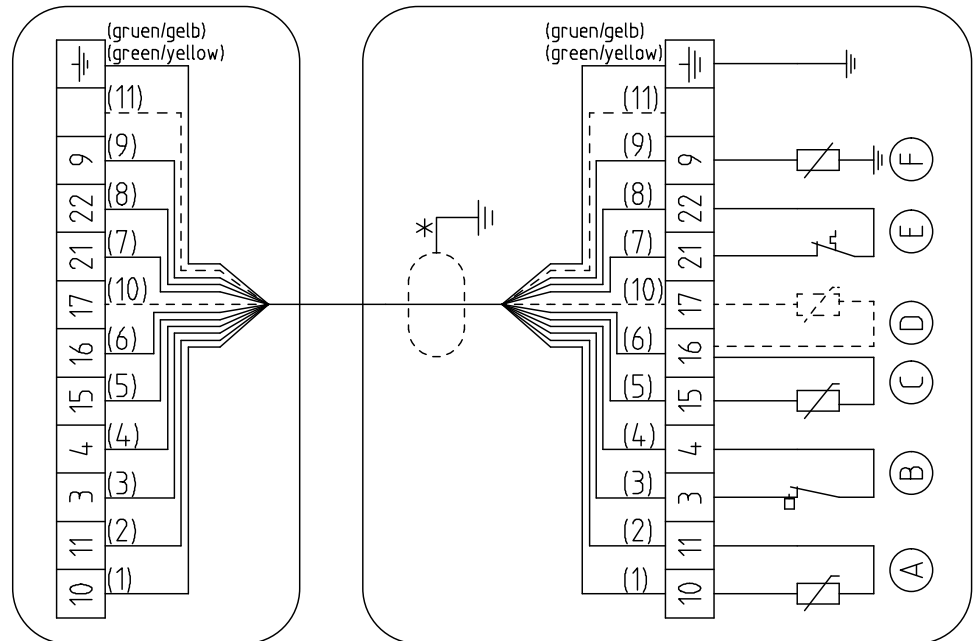 (gruen/gelb)
(green/yellow)
(11)
9 (9)
22 (8)
21 (7)
17 (10)
16 (6)
15 (5)
4 (4)
3 (3)
11 (2)
10 (1)
*
(gruen/gelb)
(green/yellow)
(11)
(9) 9 F
(8) 22
(7) 21 E
(10) 17
D
(6) 16
C
(5) 15
(4) 4
B
(3) 3
(2) 11
A
(1) 10